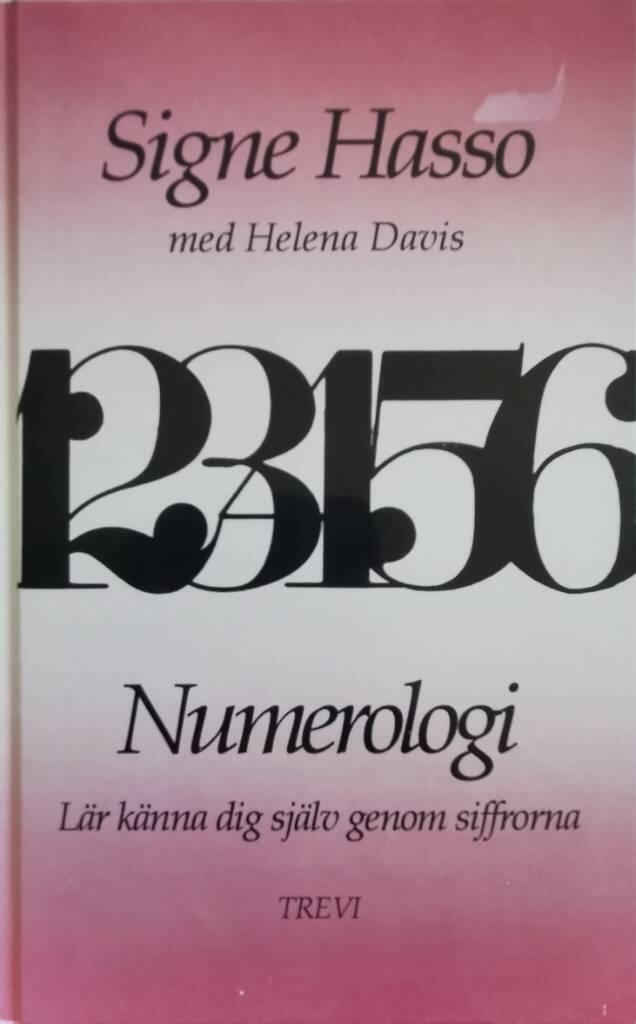 Signe Hasso
med Helena Davis
123456
Numerologi
Lär känna dig själv genom siffrorna
TREVI